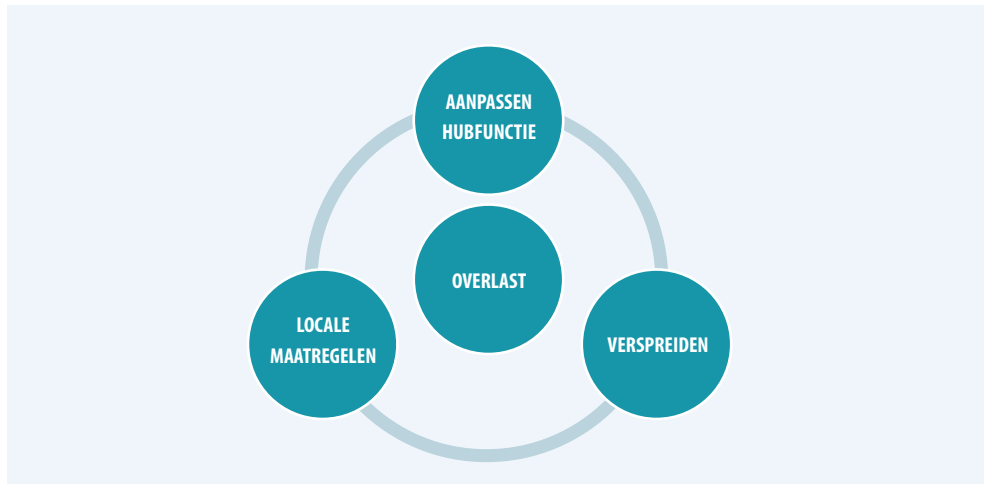 AANPASSEN
HUBFUNCTIE
OVERLAST
LOCALE
MAATREGELEN
VERSPREIDEN